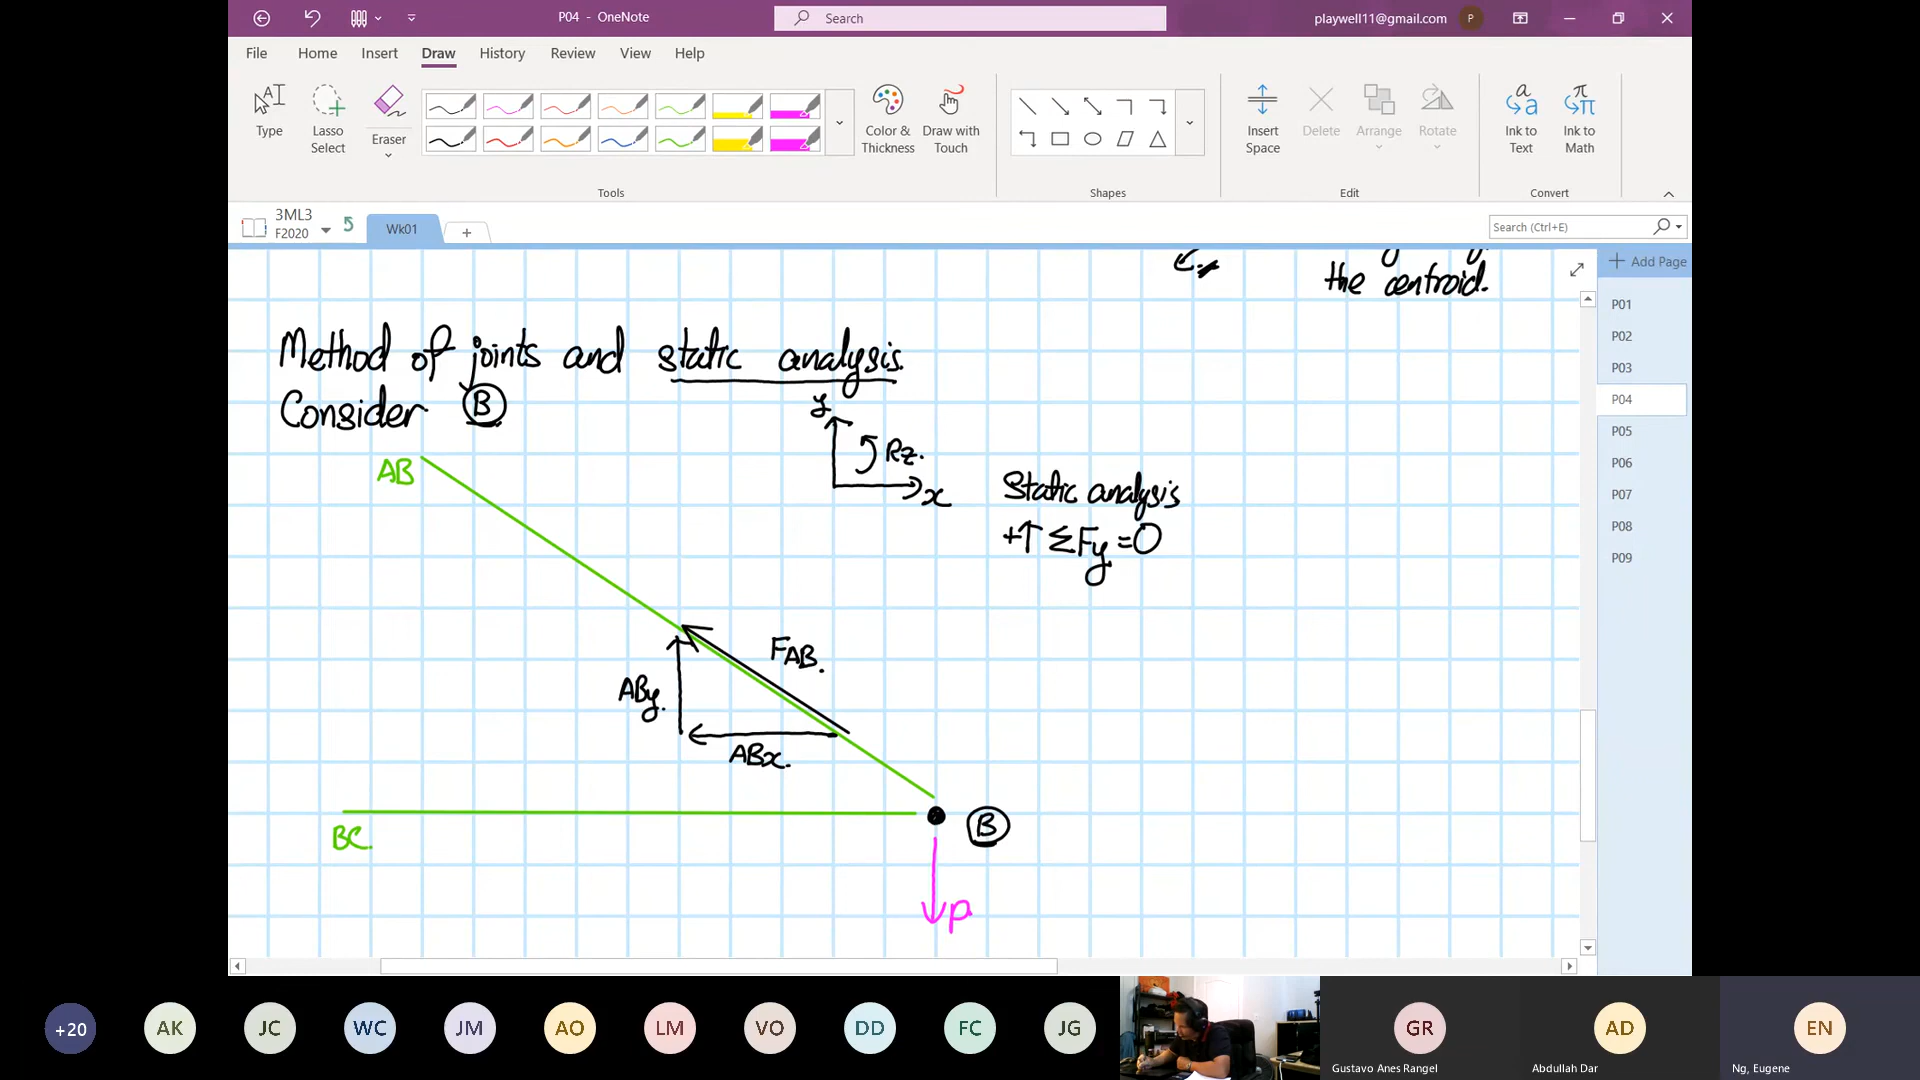 P04 - OneNote
Search
playwell11@gmail.com
P
File
Home
Insert
Draw
History
Review
View
Help
Type
Lasso Select
Eraser
Color & Thickness
Draw with Touch
Insert Space
Delete
Arrange
Rotate
Ink to Text
Ink to Math
Tools
Shapes
Edit
Convert
3ML3
F2020
Wk01
Search (Ctrl+E)
Add Page
P01
P02
P03
P04
P05
P06
P07
P08
P09
the centroid.
Method of joints and static analysis.
Consider B
y
Rz.
x
AB
Static analysis
+↑ ΣFy = 0
FAB.
ABy.
ABx.
BC.
B
P
+20
AK
JC
WC
JM
AO
LM
VO
DD
FC
JG
GR
Gustavo Anes Rangel
AD
Abdullah Dar
EN
Ng, Eugene